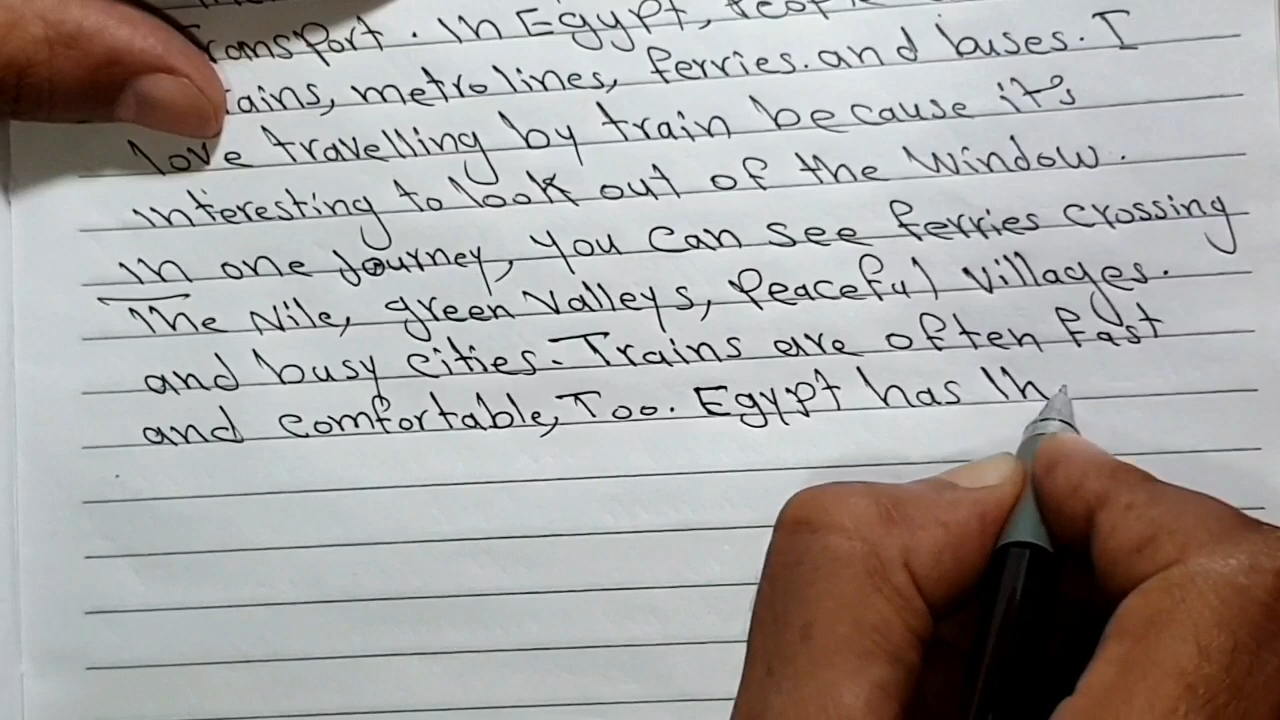 Transport. In Egypt,
metro lines, ferries. and buses. I
love travelling by train because it's
interesting to look out of the window.
in one journey, you can see ferries crossing
The Nile, green valleys, Peaceful villages.
and busy cities. Trains are often fast
and comfortable, Too. Egypt has